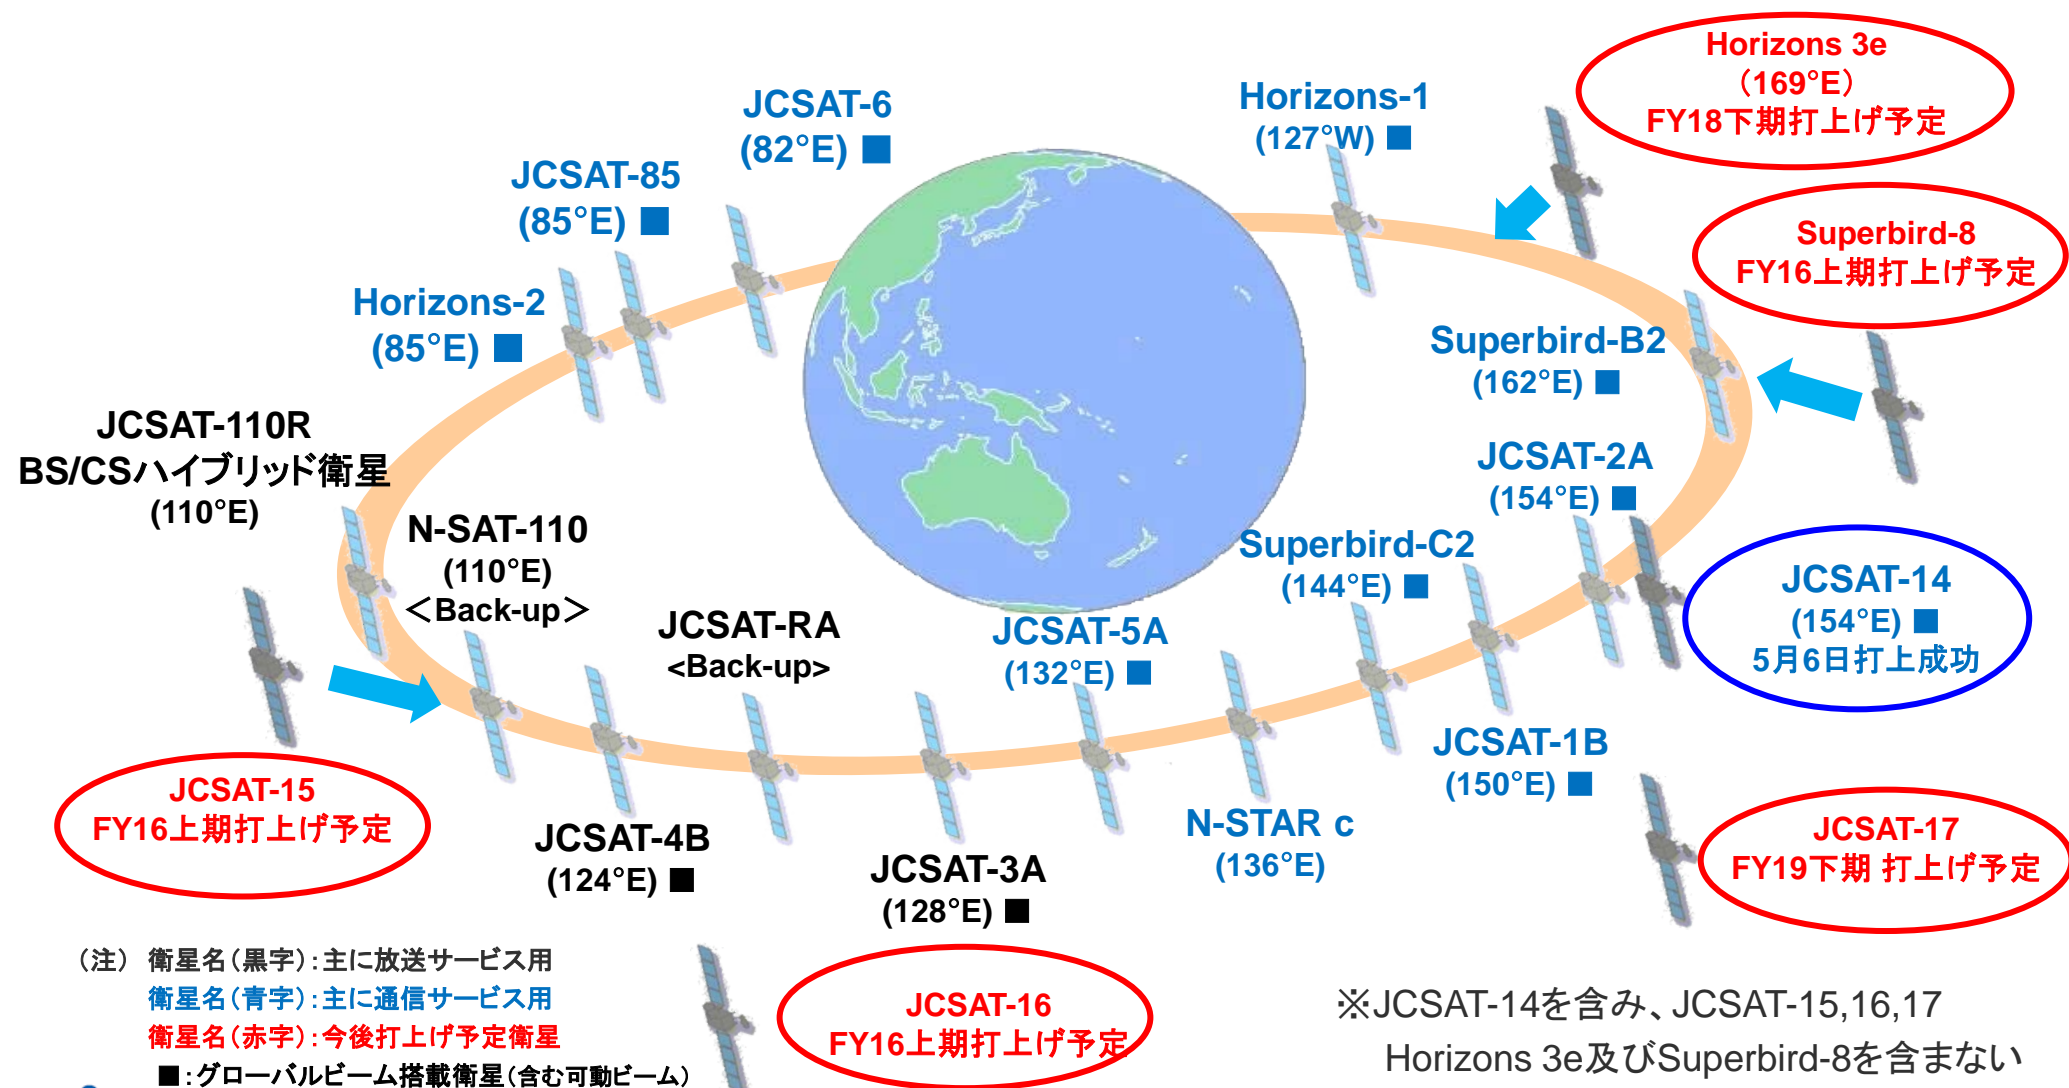 Horizons 3e
(169°E)
FY18下期打上げ予定
Horizons-1
(127°W) ■
JCSAT-6
(82°E) ■
JCSAT-85
(85°E) ■
Superbird-8
FY16上期打上げ予定
Horizons-2
(85°E) ■
Superbird-B2
(162°E) ■
JCSAT-110R
BS/CSハイブリッド衛星
(110°E)
JCSAT-2A
(154°E) ■
N-SAT-110
(110°E)
＜Back-up＞
Superbird-C2
(144°E) ■
JCSAT-14
(154°E) ■
5月6日打上成功
JCSAT-RA
<Back-up>
JCSAT-5A
(132°E) ■
JCSAT-1B
(150°E) ■
JCSAT-15
FY16上期打上げ予定
JCSAT-4B
(124°E) ■
N-STAR c
(136°E)
JCSAT-17
FY19下期 打上げ予定
JCSAT-3A
(128°E) ■
JCSAT-16
FY16上期打上げ予定
（注） 衛星名（黒字）：主に放送サービス用
衛星名（青字）：主に通信サービス用
衛星名（赤字）：今後打上げ予定衛星
■：グローバルビーム搭載衛星（含む可動ビーム）
※JCSAT-14を含み、JCSAT-15,16,17
Horizons 3e及びSuperbird-8を含まない